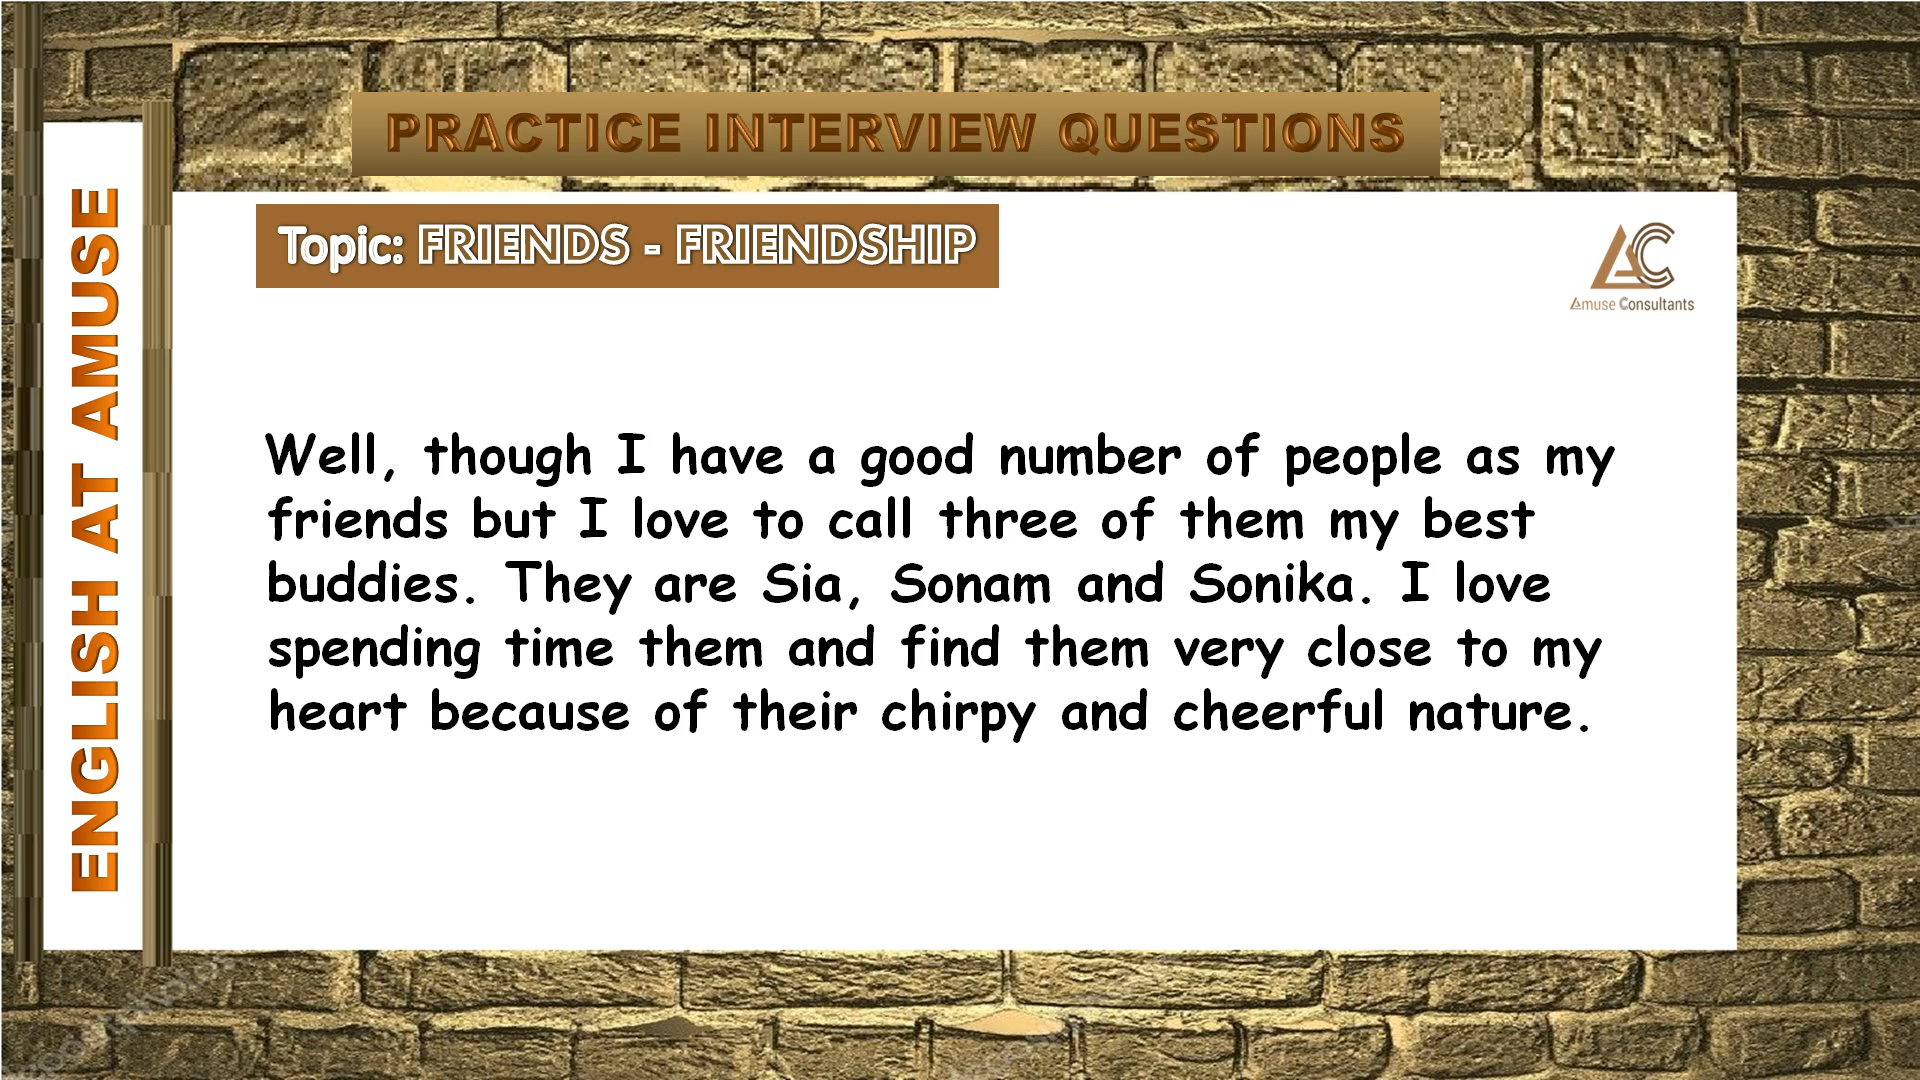 PRACTICE INTERVIEW QUESTIONS
Topic: FRIENDS - FRIENDSHIP
AC
Amuse Consultants
ENGLISH AT AMUSE
Well, though I have a good number of people as my
friends but I love to call three of them my best
buddies. They are Sia, Sonam and Sonika. I love
spending time them and find them very close to my
heart because of their chirpy and cheerful nature.